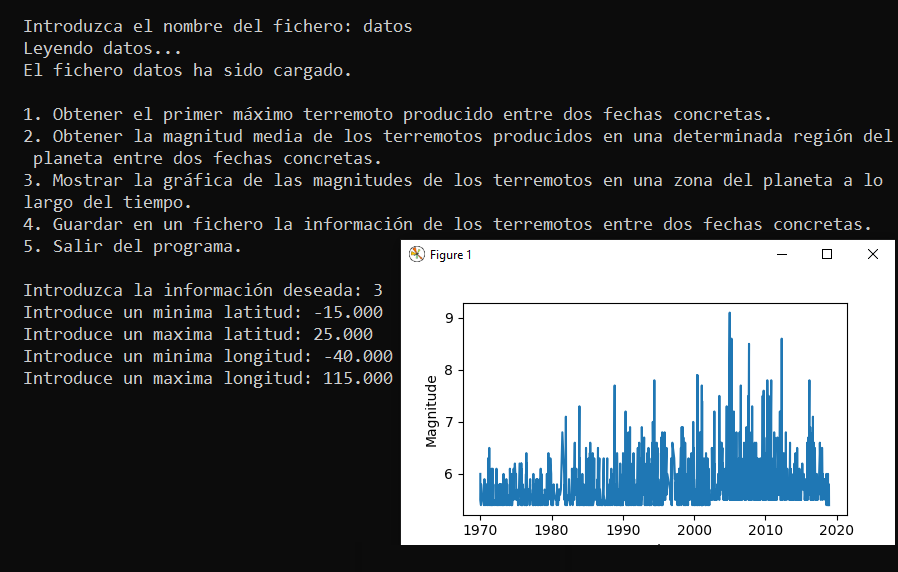 Introduzca el nombre del fichero: datos
Leyendo datos...
El fichero datos ha sido cargado.
1. Obtener el primer máximo terremoto producido entre dos fechas concretas.
2. Obtener la magnitud media de los terremotos producidos en una determinada región del
planeta entre dos fechas concretas.
3. Mostrar la gráfica de las magnitudes de los terremotos en una zona del planeta a lo
largo del tiempo.
4. Guardar en un fichero la información de los terremotos entre dos fechas concretas.
5. Salir del programa.
Introduzca la información deseada: 3
Introduce un minima latitud: -15.000
Introduce un maxima latitud: 25.000
Introduce un minima longitud: -40.000
Introduce un maxima longitud: 115.000
Figure 1
Magnitude
9
8
7
6
1970 1980 1990 2000 2010 2020